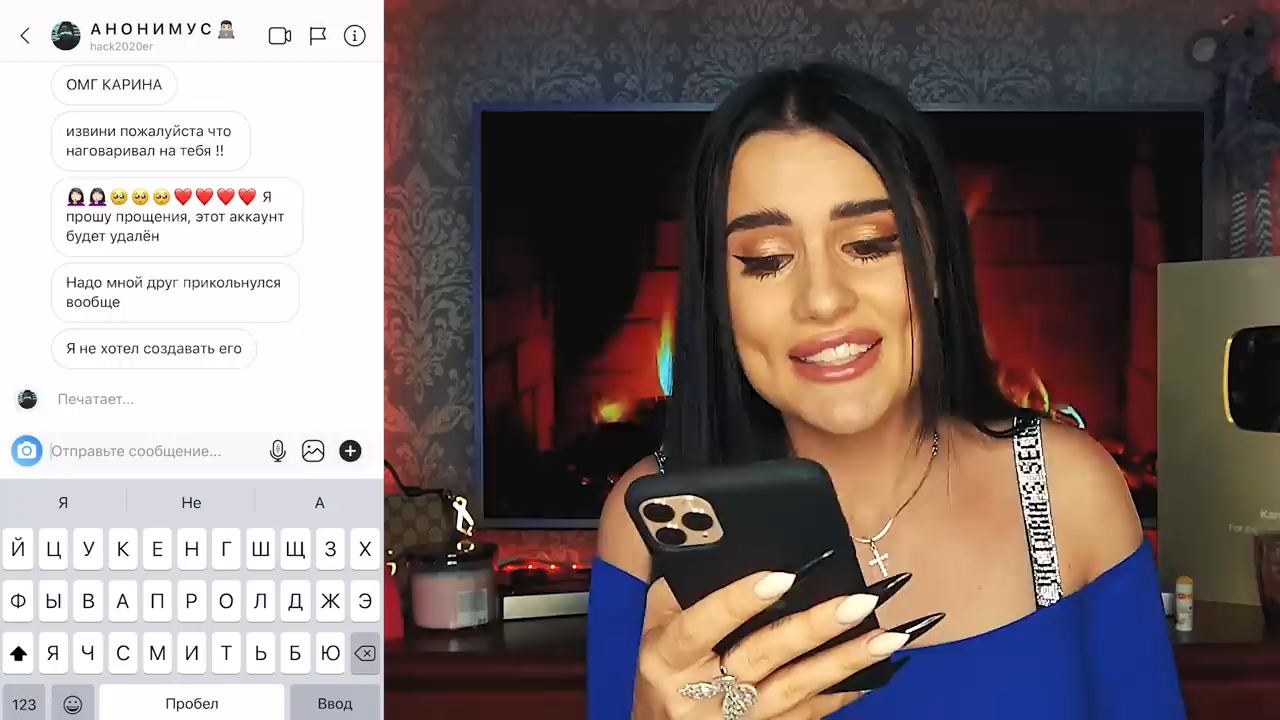 АНОНИМУС👨🏻‍💻
hack2020er
ОМГ КАРИНА
извини пожалуйста что
наговаривал на тебя !!
🤦🏻‍♀️🤦🏻‍♀️🥺🥺🥺❤️❤️❤️❤️ Я
прошу прощения, этот аккаунт
будет удалён
Надо мной друг прикольнулся
вообще
Я не хотел создавать его
Печатает...
Отправьте сообщение...
Я Не А
Й Ц У К Е Н Г Ш Щ З Х
Ф Ы В А П Р О Л Д Ж Э
Я Ч С М И Т Ь Б Ю
123 Пробел Ввод